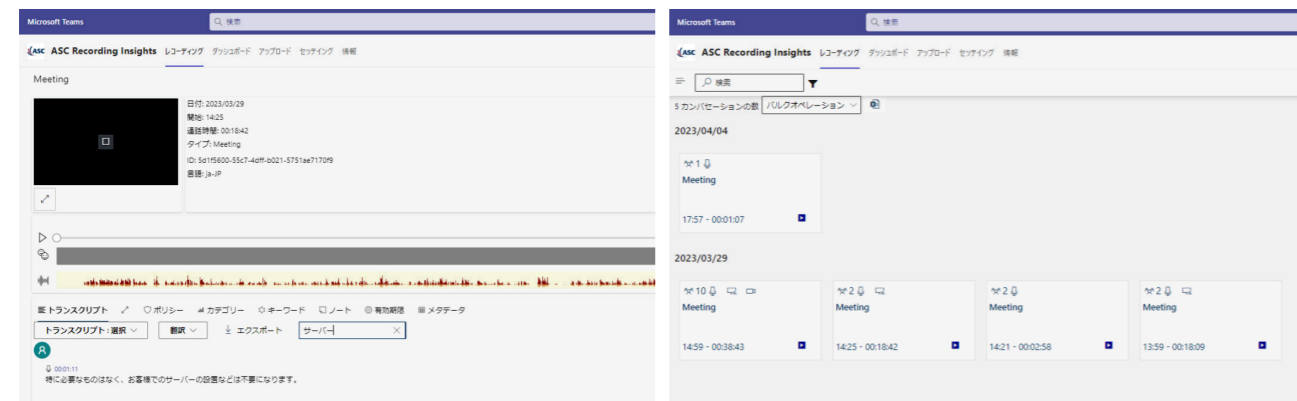 Microsoft Teams
検索
ASC ASC Recording Insights レコーディング ダッシュボード アップロード セッティング 情報
Meeting
日付: 2023/03/29
開始: 14:25
通話時間: 00:18:42
タイプ: Meeting
ID: 5d1f5600-55c7-4dff-b021-5751ae7170f9
言語: ja-JP
トランスクリプト ポリシー カテゴリー キーワード ノート 有効期限 メタデータ
トランスクリプト : 選択 翻訳 エクスポート サーバー
R
00:01:11
特に必要なものはなく、お客様でのサーバーの設置などは不要になります。
Microsoft Teams
検索
ASC ASC Recording Insights レコーディング ダッシュボード アップロード セッティング 情報
検索
5 カンバセーションの数 バルクオペレーション
2023/04/04
1
Meeting
17:57 - 00:01:07
2023/03/29
10 2 2 2
Meeting Meeting Meeting Meeting
14:59 - 00:38:43 14:25 - 00:18:42 14:21 - 00:02:58 13:59 - 00:18:09